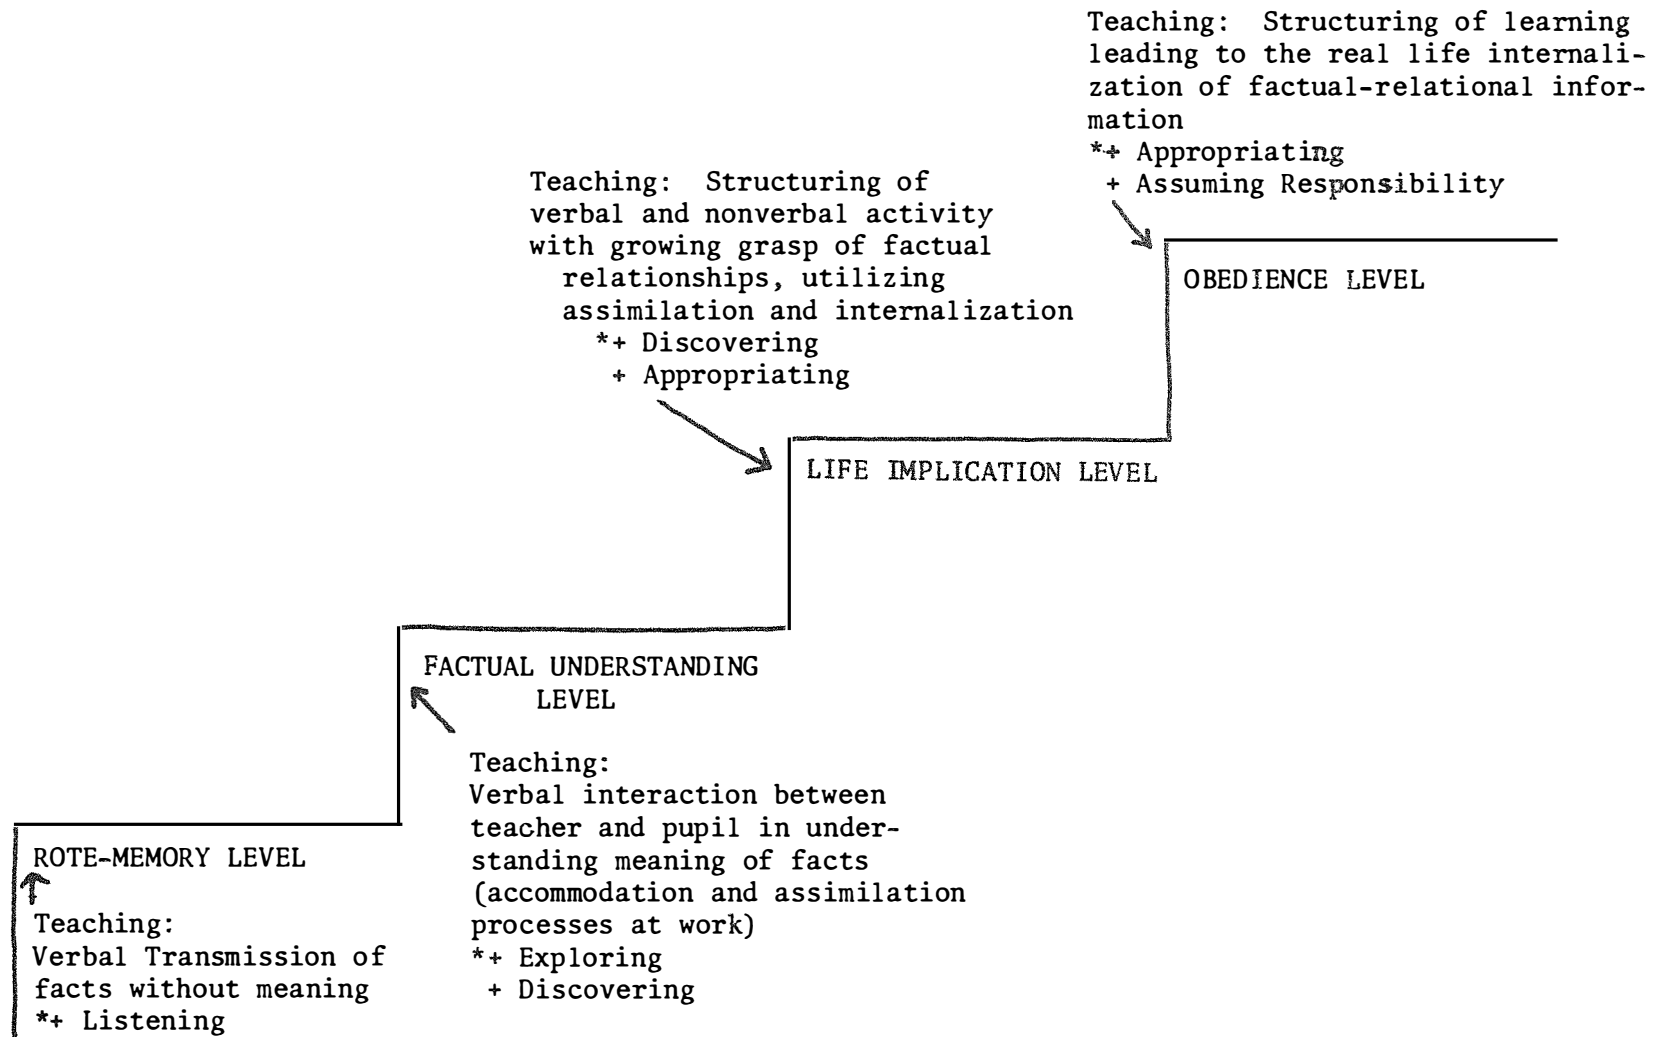 Teaching: Structuring of learning
leading to the real life internali-
zation of factual-relational infor-
mation
*+ Appropriating
+ Assuming Responsibility
OBEDIENCE LEVEL
Teaching: Structuring of
verbal and nonverbal activity
with growing grasp of factual
relationships, utilizing
assimilation and internalization
*+ Discovering
+ Appropriating
LIFE IMPLICATION LEVEL
FACTUAL UNDERSTANDING
LEVEL
Teaching:
Verbal interaction between
teacher and pupil in under-
standing meaning of facts
(accommodation and assimilation
processes at work)
*+ Exploring
+ Discovering
ROTE-MEMORY LEVEL
Teaching:
Verbal Transmission of
facts without meaning
*+ Listening